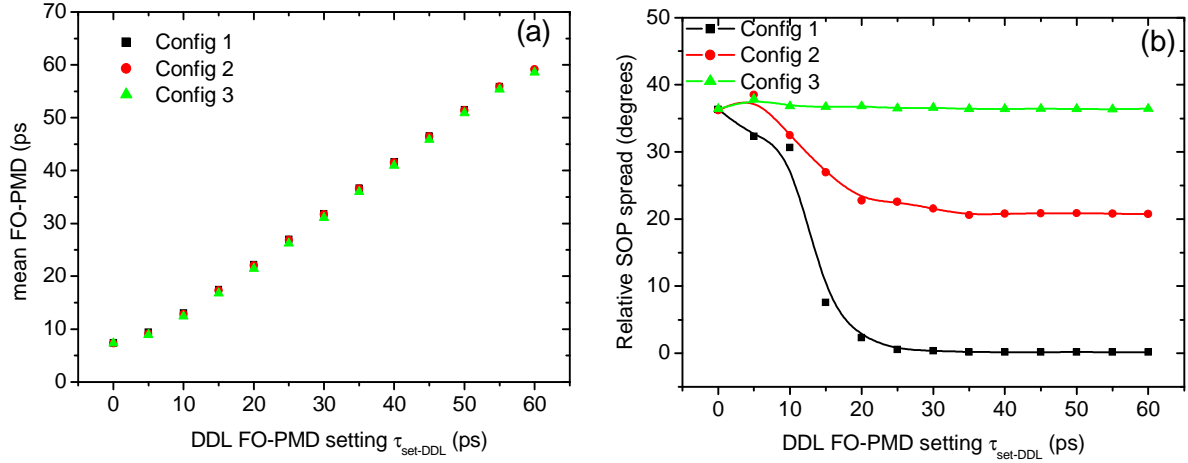 (a)
Config 1
Config 2
Config 3
mean FO-PMD (ps)
70
60
50
40
30
20
10
0
0 10 20 30 40 50 60
DDL FO-PMD setting τset-DDL (ps)
(b)
Config 1
Config 2
Config 3
Relative SOP spread (degrees)
50
40
30
20
10
0
0 10 20 30 40 50 60
DDL FO-PMD setting τset-DDL (ps)